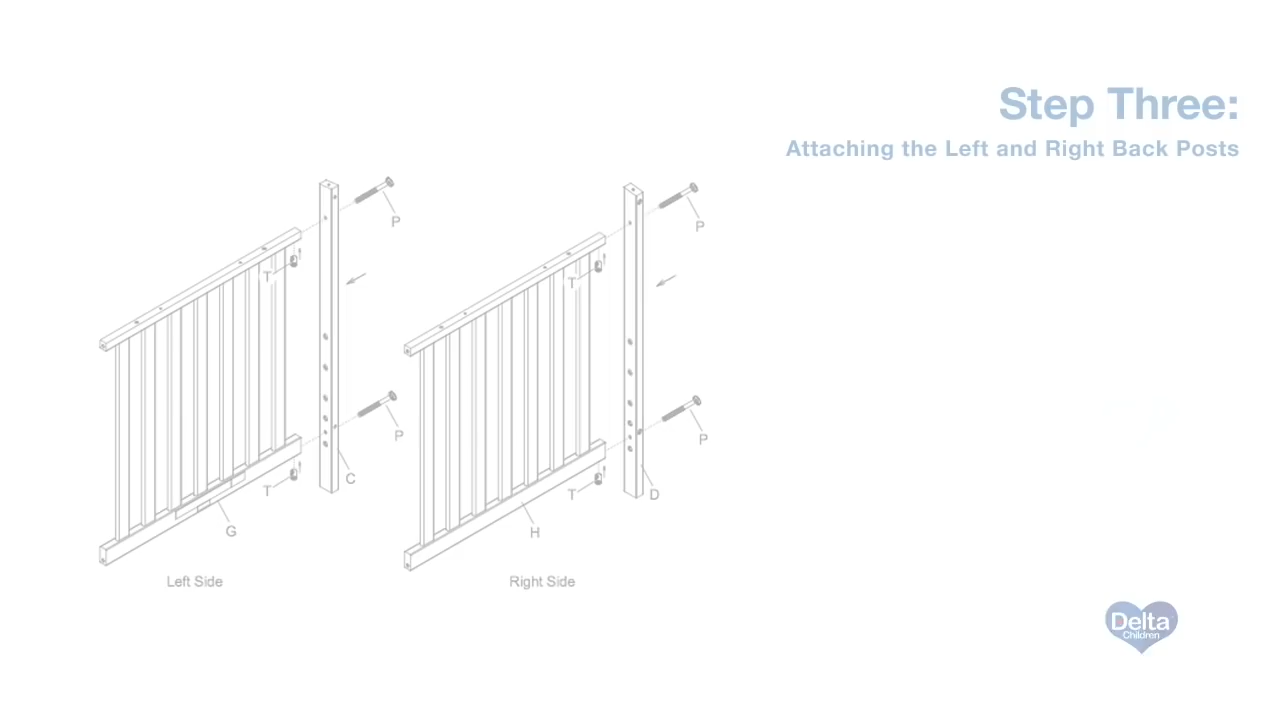 Step Three:
Attaching the Left and Right Back Posts
P
P
T
T
P
P
T
C
T
D
G
H
Left Side
Right Side
Delta
Children